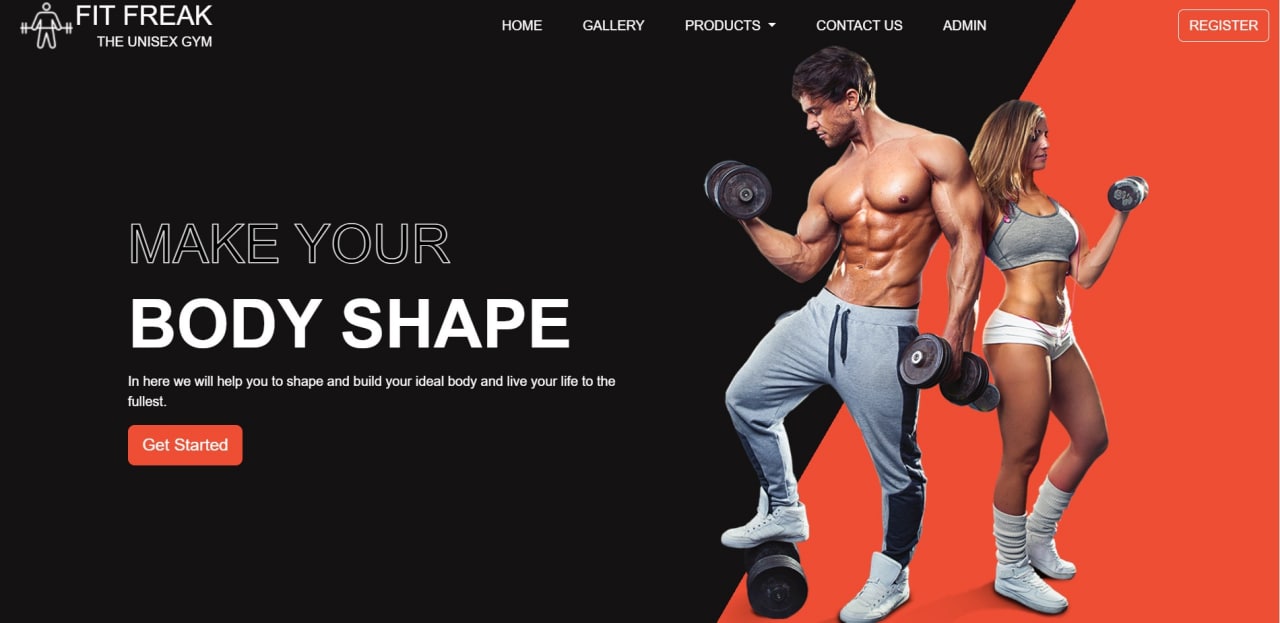 FIT FREAK
THE UNISEX GYM
HOME GALLERY PRODUCTS CONTACT US ADMIN REGISTER
MAKE YOUR
BODY SHAPE
In here we will help you to shape and build your ideal body and live your life to the
fullest.
Get Started